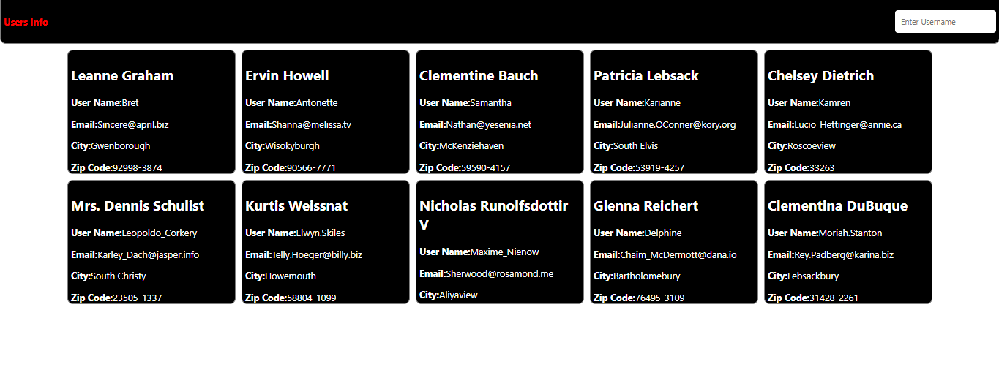 Users Info
Enter Username
Leanne Graham
User Name:Bret
Email:Sincere@april.biz
City:Gwenborough
Zip Code:92998-3874
Ervin Howell
User Name:Antonette
Email:Shanna@melissa.tv
City:Wisokyburgh
Zip Code:90566-7771
Clementine Bauch
User Name:Samantha
Email:Nathan@yesenia.net
City:McKenziehaven
Zip Code:59590-4157
Patricia Lebsack
User Name:Karianne
Email:Julianne.OConner@kory.org
City:South Elvis
Zip Code:53919-4257
Chelsey Dietrich
User Name:Kamren
Email:Lucio_Hettinger@annie.ca
City:Roscoeview
Zip Code:33263
Mrs. Dennis Schulist
User Name:Leopoldo_Corkery
Email:Karley_Dach@jasper.info
City:South Christy
Zip Code:23505-1337
Kurtis Weissnat
User Name:Elwyn.Skiles
Email:Telly.Hoeger@billy.biz
City:Howemouth
Zip Code:58804-1099
Nicholas Runolfsdottir
V
User Name:Maxime_Nienow
Email:Sherwood@rosamond.me
City:Aliyaview
Glenna Reichert
User Name:Delphine
Email:Chaim_McDermott@dana.io
City:Bartholomebury
Zip Code:76495-3109
Clementina DuBuque
User Name:Moriah.Stanton
Email:Rey.Padberg@karina.biz
City:Lebsackbury
Zip Code:31428-2261